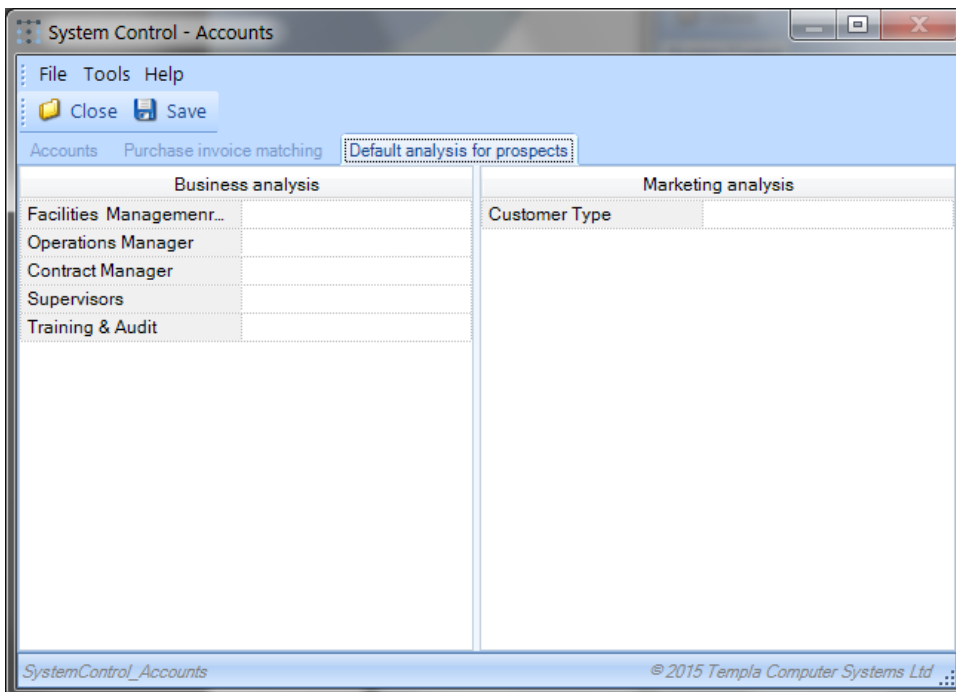 System Control - Accounts
File Tools Help
Close Save
Accounts Purchase invoice matching Default analysis for prospects
Business analysis Marketing analysis
Facilities Managemenr... Customer Type
Operations Manager
Contract Manager
Supervisors
Training & Audit
SystemControl_Accounts © 2015 Templa Computer Systems Ltd